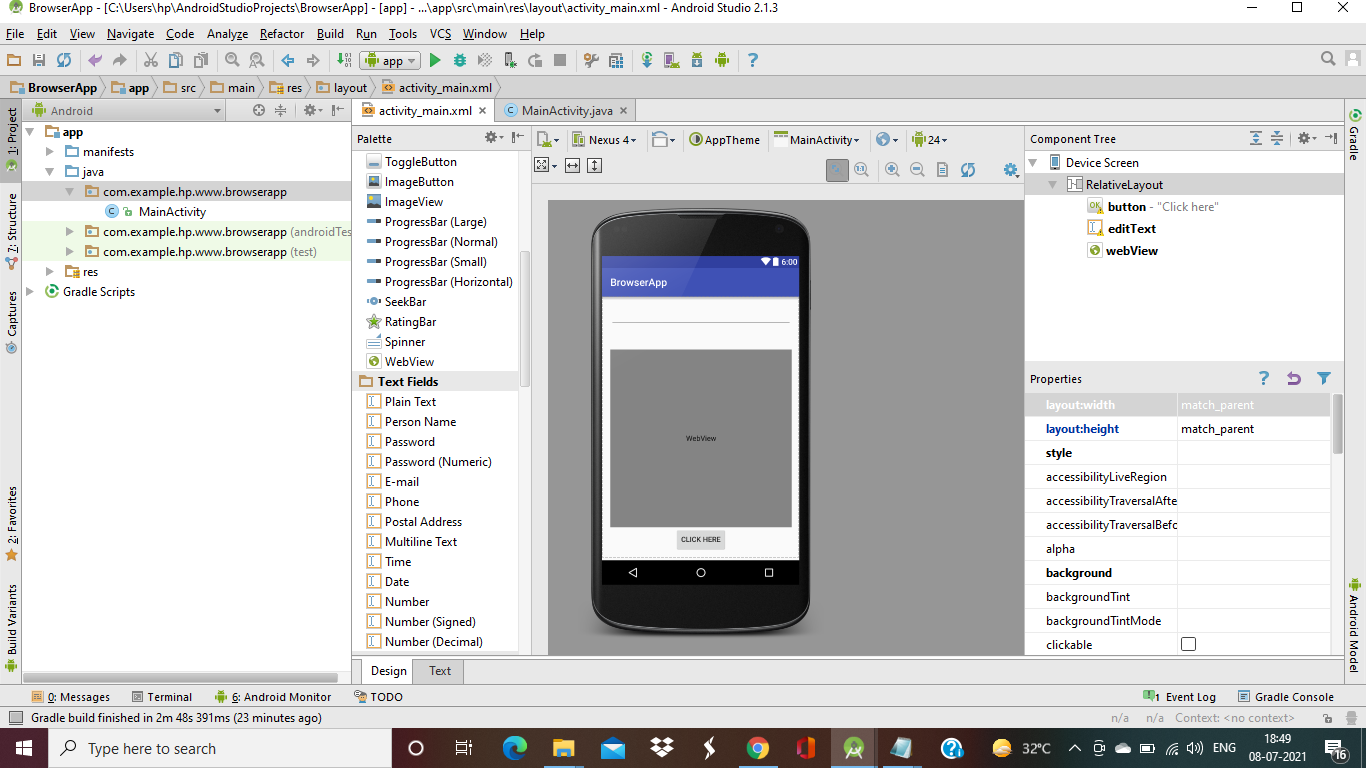 BrowserApp - [C:\Users\hp\AndroidStudioProjects\BrowserApp] - [app] - ...\app\src\main\res\layout\activity_main.xml - Android Studio 2.1.3
File Edit View Navigate Code Analyze Refactor Build Run Tools VCS Window Help
app
BrowserApp app src main res layout activity_main.xml
1: Project
7: Structure
Captures
2: Favorites
Build Variants
Android
app
manifests
java
com.example.hp.www.browserapp
MainActivity
com.example.hp.www.browserapp (androidTes
com.example.hp.www.browserapp (test)
res
Gradle Scripts
activity_main.xml MainActivity.java
Palette
ToggleButton
ImageButton
ImageView
ProgressBar (Large)
ProgressBar (Normal)
ProgressBar (Small)
ProgressBar (Horizontal)
SeekBar
RatingBar
Spinner
WebView
Text Fields
Plain Text
Person Name
Password
Password (Numeric)
E-mail
Phone
Postal Address
Multiline Text
Time
Date
Number
Number (Signed)
Number (Decimal)
Nexus 4 AppTheme MainActivity 24
6:00
BrowserApp
WebView
CLICK HERE
Design Text
Component Tree
Device Screen
RelativeLayout
OK button - "Click here"
editText
webView
Properties
layout:width match_parent
layout:height match_parent
style
accessibilityLiveRegion
accessibilityTraversalAfte
accessibilityTraversalBefo
alpha
background
backgroundTint
backgroundTintMode
clickable
Gradle
Android Model
0: Messages Terminal 6: Android Monitor TODO 1 Event Log Gradle Console
Gradle build finished in 2m 48s 391ms (23 minutes ago) n/a n/a Context: <no context>
Type here to search 32°C ENG 18:49
08-07-2021 16